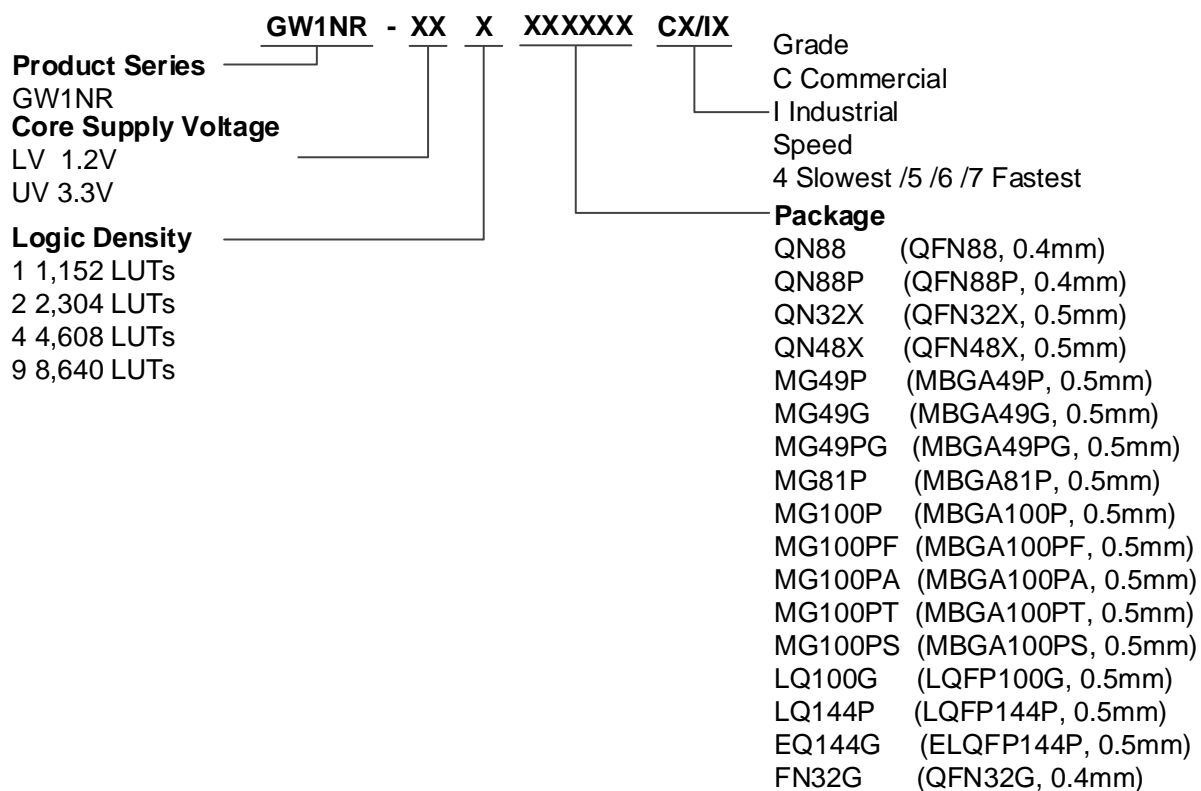 GW1NR - XX X XXXXXX CX/IX
Product Series
GW1NR
Core Supply Voltage
LV 1.2V
UV 3.3V
Logic Density
1 1,152 LUTs
2 2,304 LUTs
4 4,608 LUTs
9 8,640 LUTs
Grade
C Commercial
I Industrial
Speed
4 Slowest /5 /6 /7 Fastest
Package
QN88 (QFN88, 0.4mm)
QN88P (QFN88P, 0.4mm)
QN32X (QFN32X, 0.5mm)
QN48X (QFN48X, 0.5mm)
MG49P (MBGA49P, 0.5mm)
MG49G (MBGA49G, 0.5mm)
MG49PG (MBGA49PG, 0.5mm)
MG81P (MBGA81P, 0.5mm)
MG100P (MBGA100P, 0.5mm)
MG100PF (MBGA100PF, 0.5mm)
MG100PA (MBGA100PA, 0.5mm)
MG100PT (MBGA100PT, 0.5mm)
MG100PS (MBGA100PS, 0.5mm)
LQ100G (LQFP100G, 0.5mm)
LQ144P (LQFP144P, 0.5mm)
EQ144G (ELQFP144P, 0.5mm)
FN32G (QFN32G, 0.4mm)